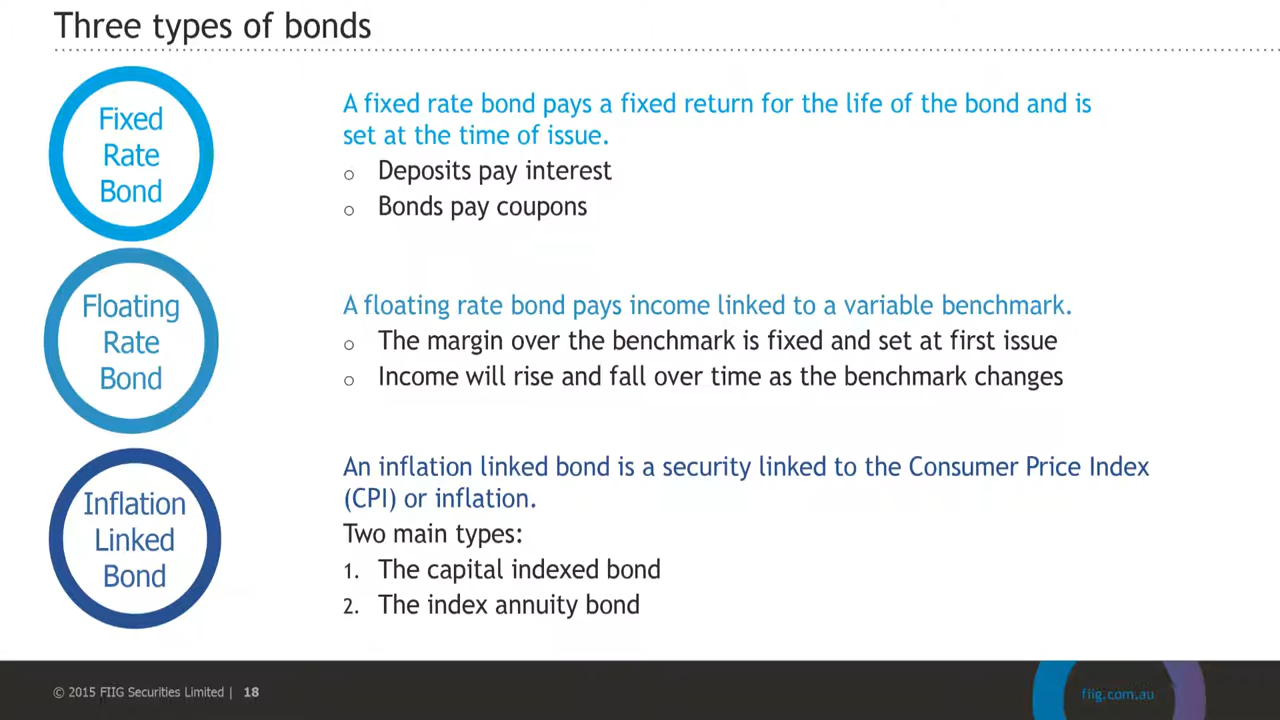 Three types of bonds
Fixed
Rate
Bond
A fixed rate bond pays a fixed return for the life of the bond and is
set at the time of issue.
o Deposits pay interest
o Bonds pay coupons
Floating
Rate
Bond
A floating rate bond pays income linked to a variable benchmark.
o The margin over the benchmark is fixed and set at first issue
o Income will rise and fall over time as the benchmark changes
Inflation
Linked
Bond
An inflation linked bond is a security linked to the Consumer Price Index
(CPI) or inflation.
Two main types:
1. The capital indexed bond
2. The index annuity bond
© 2015 FIIG Securities Limited | 18
fiig.com.au